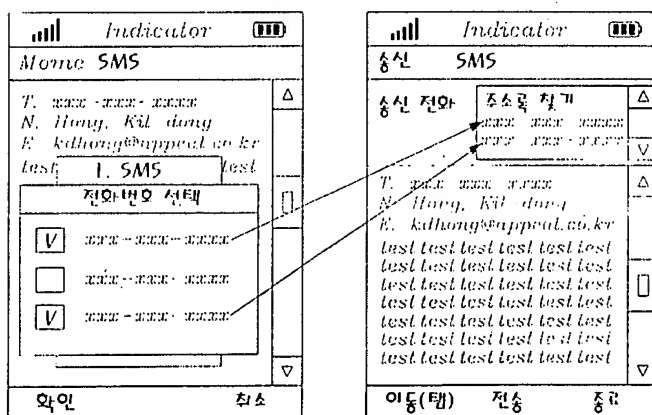 Indicator
Mome SMS
T. xxx-xxx-xxxx
N. Hong, Kil dong
E. kdhong@appeal.co.kr
test test
1. SMS
전화번호 선택
V xxx-xxx-xxxx
xxx-xxx-xxxx
V xxx-xxx-xxxx
확인 취소
Indicator
송신 SMS
송신 전화 주소록 찾기
xxx xxx xxxx
xxx xxx-xxxx
T. xxx xxx xxxx
N. Hong, Kil dong
E. kdhong@appeal.co.kr
test test test test test test
test test test test test test
test test test test test test
test test test test test test
test test test test test test
test test test test test test
test test test test test test
이동(탭) 전송 종료